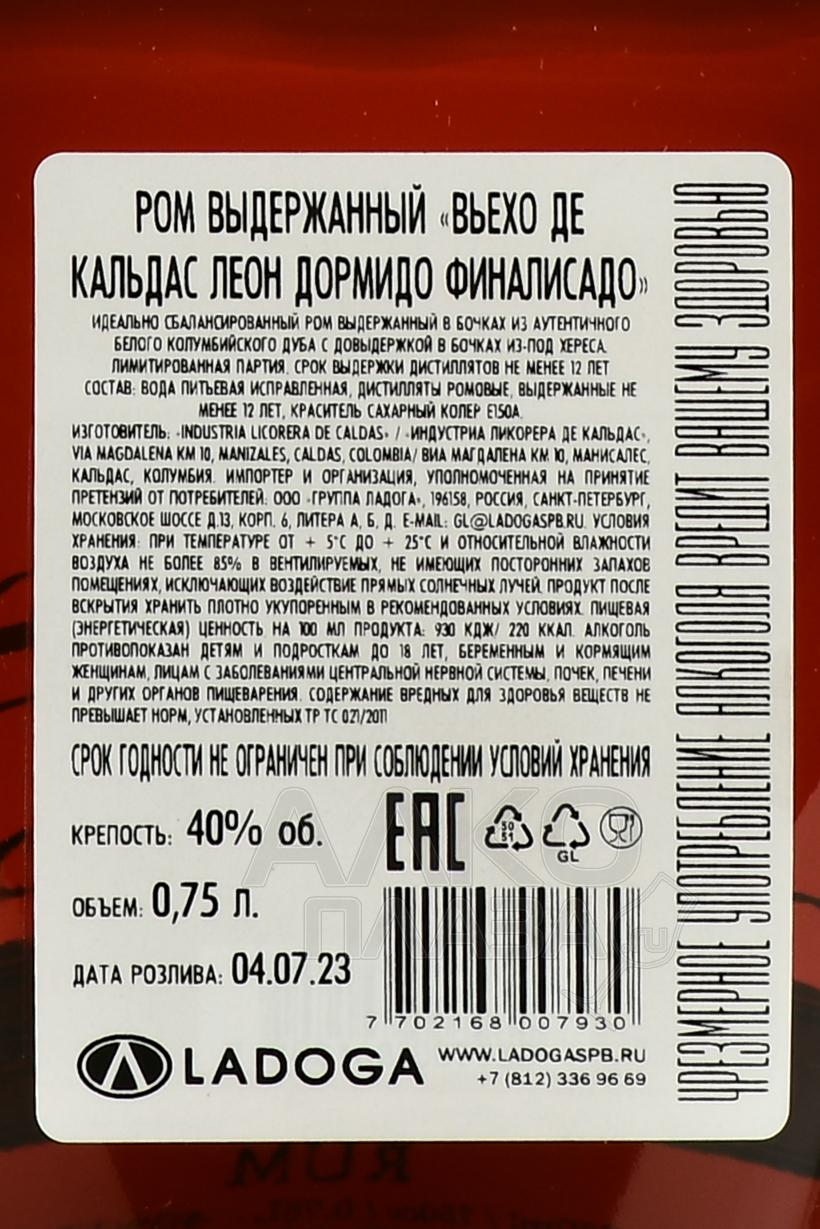 РОМ ВЫДЕРЖАННЫЙ «ВЬЕХО ДЕ
КАЛЬДАС ЛЕОН ДОРМИДО ФИНАЛИСАДО»
ИДЕАЛЬНО СБАЛАНСИРОВАННЫЙ РОМ ВЫДЕРЖАННЫЙ В БОЧКАХ ИЗ АУТЕНТИЧНОГО
БЕЛОГО КОЛУМБИЙСКОГО ДУБА С ДОВЫДЕРЖКОЙ В БОЧКАХ ИЗ-ПОД ХЕРЕСА.
ЛИМИТИРОВАННАЯ ПАРТИЯ. СРОК ВЫДЕРЖКИ ДИСТИЛЛЯТОВ НЕ МЕНЕЕ 12 ЛЕТ
СОСТАВ: ВОДА ПИТЬЕВАЯ ИСПРАВЛЕННАЯ, ДИСТИЛЛЯТЫ РОМОВЫЕ, ВЫДЕРЖАННЫЕ НЕ
МЕНЕЕ 12 ЛЕТ, КРАСИТЕЛЬ САХАРНЫЙ КОЛЕР Е150А.
ИЗГОТОВИТЕЛЬ: «INDUSTRIA LICORERA DE CALDAS» / «ИНДУСТРИА ЛИКОРЕРА ДЕ КАЛЬДАС»,
VIA MAGDALENA KM 10, MANIZALES, CALDAS, COLOMBIA/ ВИА МАГДАЛЕНА КМ 10, МАНИСАЛЕС,
КАЛЬДАС, КОЛУМБИЯ. ИМПОРТЕР И ОРГАНИЗАЦИЯ, УПОЛНОМОЧЕННАЯ НА ПРИНЯТИЕ
ПРЕТЕНЗИЙ ОТ ПОТРЕБИТЕЛЕЙ: ООО «ГРУППА ЛАДОГА», 196158, РОССИЯ, САНКТ-ПЕТЕРБУРГ,
МОСКОВСКОЕ ШОССЕ Д.13, КОРП. 6, ЛИТЕРА А, Б, Д. E-MAIL: GL@LADOGASPB.RU. УСЛОВИЯ
ХРАНЕНИЯ: ПРИ ТЕМПЕРАТУРЕ ОТ + 5°С ДО + 25°С И ОТНОСИТЕЛЬНОЙ ВЛАЖНОСТИ
ВОЗДУХА НЕ БОЛЕЕ 85% В ВЕНТИЛИРУЕМЫХ, НЕ ИМЕЮЩИХ ПОСТОРОННИХ ЗАПАХОВ
ПОМЕЩЕНИЯХ, ИСКЛЮЧАЮЩИХ ВОЗДЕЙСТВИЕ ПРЯМЫХ СОЛНЕЧНЫХ ЛУЧЕЙ. ПРОДУКТ ПОСЛЕ
ВСКРЫТИЯ ХРАНИТЬ ПЛОТНО УКУПОРЕННЫМ В РЕКОМЕНДОВАННЫХ УСЛОВИЯХ. ПИЩЕВАЯ
(ЭНЕРГЕТИЧЕСКАЯ) ЦЕННОСТЬ НА 100 МЛ ПРОДУКТА: 930 КДЖ/ 220 ККАЛ. АЛКОГОЛЬ
ПРОТИВОПОКАЗАН ДЕТЯМ И ПОДРОСТКАМ ДО 18 ЛЕТ, БЕРЕМЕННЫМ И КОРМЯЩИМ
ЖЕНЩИНАМ, ЛИЦАМ С ЗАБОЛЕВАНИЯМИ ЦЕНТРАЛЬНОЙ НЕРВНОЙ СИСТЕМЫ, ПОЧЕК, ПЕЧЕНИ
И ДРУГИХ ОРГАНОВ ПИЩЕВАРЕНИЯ. СОДЕРЖАНИЕ ВРЕДНЫХ ДЛЯ ЗДОРОВЬЯ ВЕЩЕСТВ НЕ
ПРЕВЫШАЕТ НОРМ, УСТАНОВЛЕННЫХ ТР ТС 021/2011
СРОК ГОДНОСТИ НЕ ОГРАНИЧЕН ПРИ СОБЛЮДЕНИИ УСЛОВИЙ ХРАНЕНИЯ
КРЕПОСТЬ: 40% об.
ОБЪЕМ: 0,75 Л.
ДАТА РОЗЛИВА: 04.07.23
EAC
50
51
GL
7 702168 007930
LADOGA
WWW.LADOGASPB.RU
+7 (812) 336 96 69
ЧРЕЗМЕРНОЕ УПОТРЕБЛЕНИЕ АЛКОГОЛЯ ВРЕДИТ ВАШЕМУ ЗДОРОВЬЮ
АЛКО
ПЛАЗА.ru
RUM